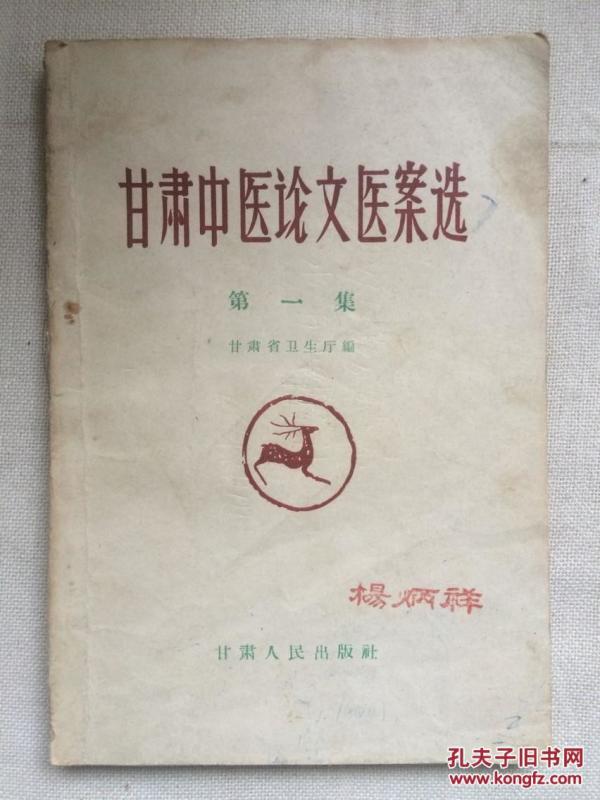 甘肃中医论文医案选
第一集
甘肃省卫生厅編
楊炳祥
甘肃人民出版社
孔夫子旧书网
www.kongfz.com